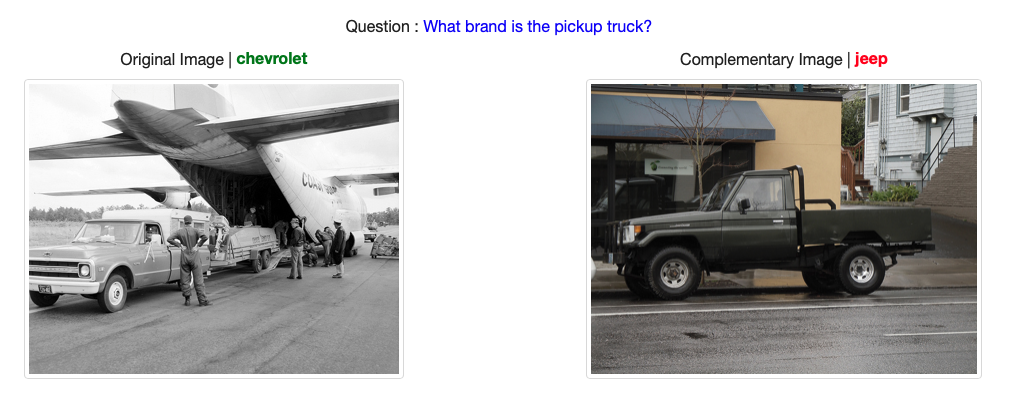 Question : What brand is the pickup truck?
Original Image | chevrolet
Complementary Image | jeep